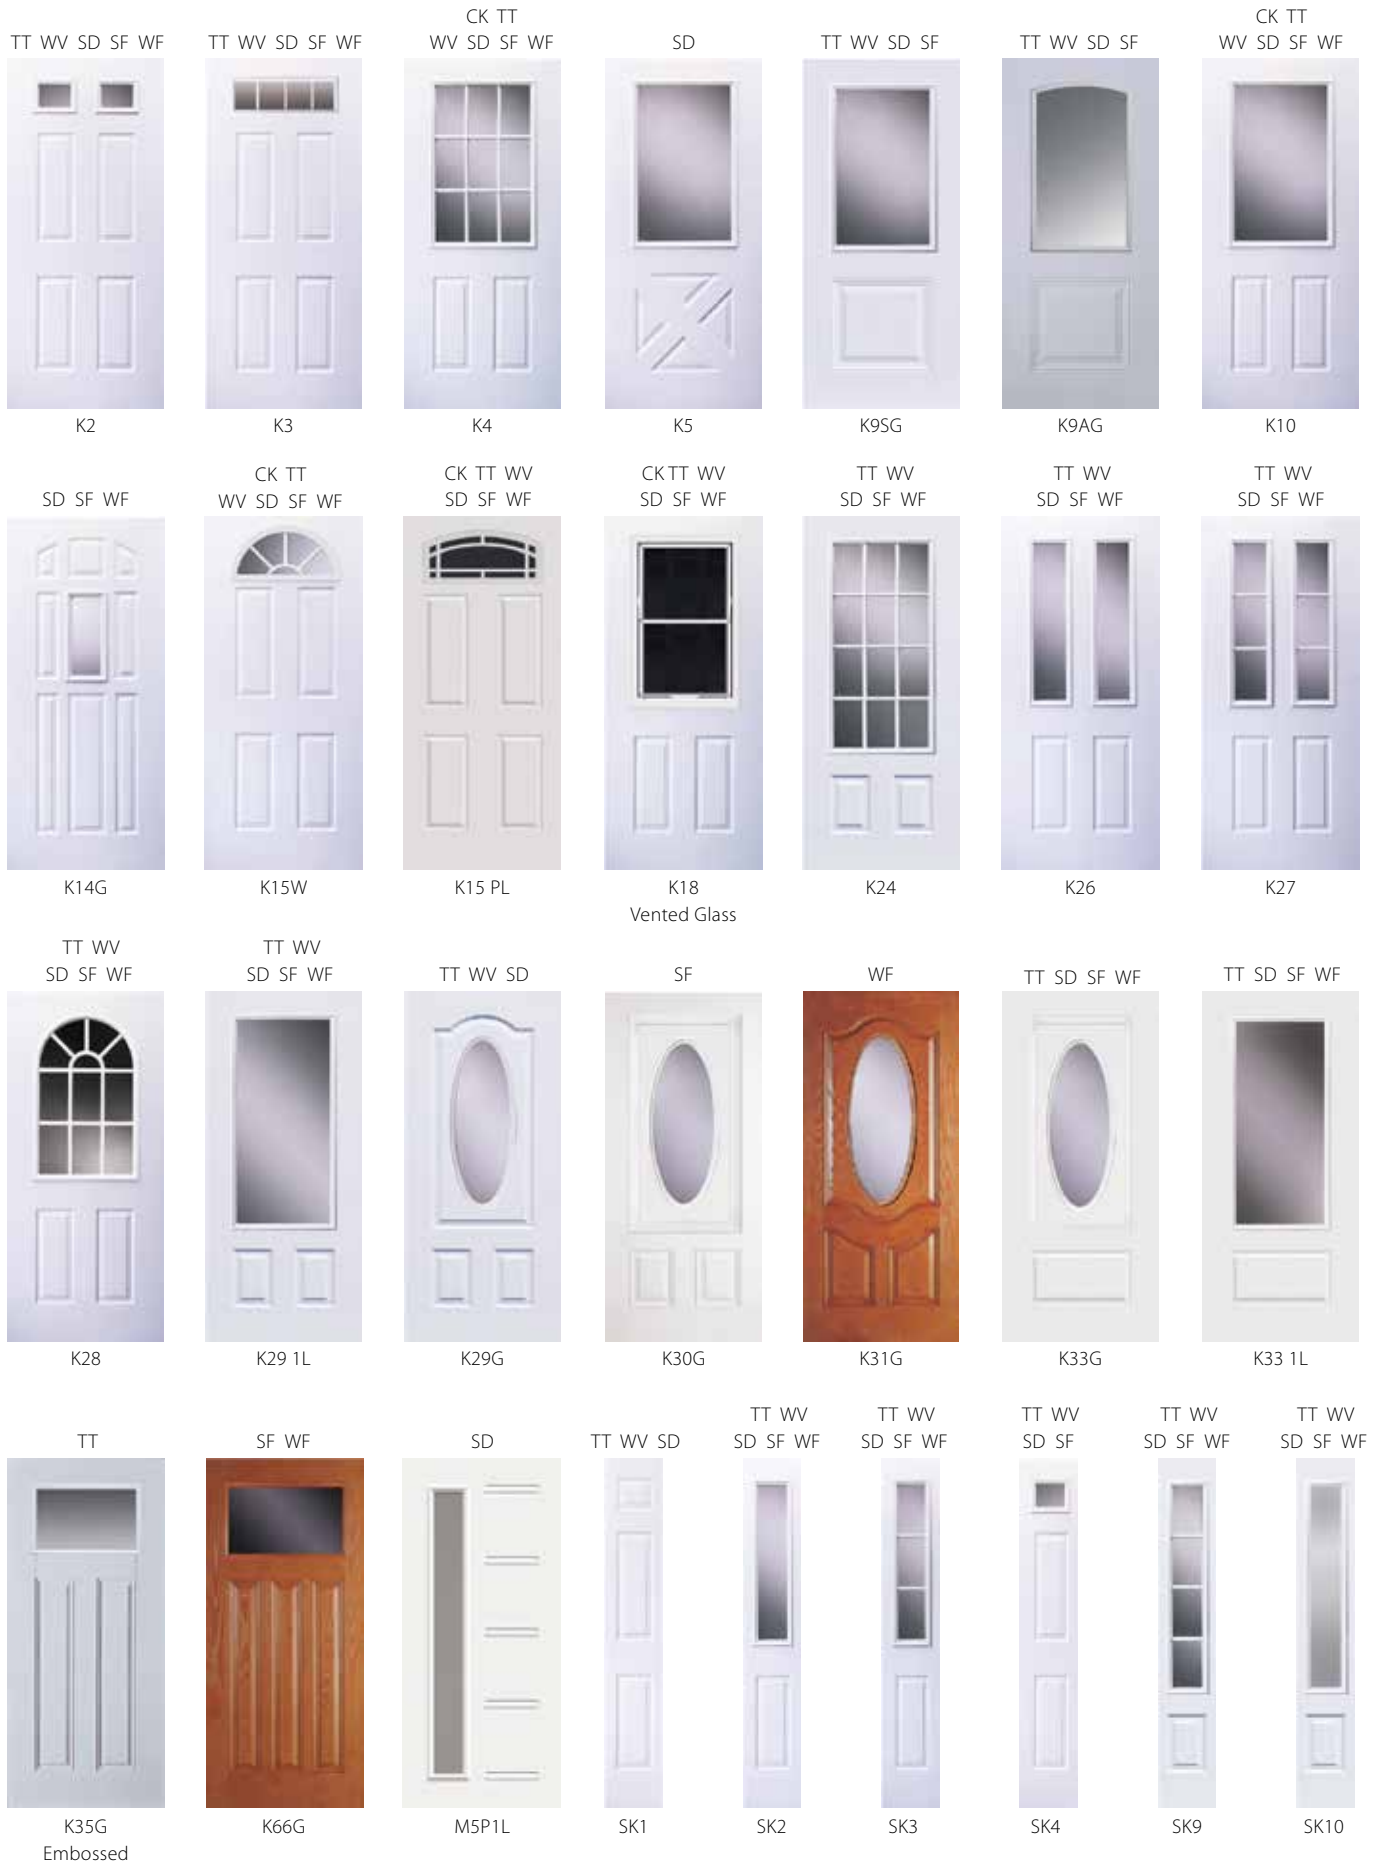 CK TT
CK TT
TT WV SD SF WF
TT WV SD SF WF
WV SD SF WF
SD
TT WV SD SF
TT WV SD SF
WV SD SF WF
K2
K3
K4
K5
K9SG
K9AG
K10
CK TT
CK TT WV
CK TT WV
TT WV
TT WV
TT WV
SD SF WF
WV SD SF WF
SD SF WF
SD SF WF
SD SF WF
SD SF WF
SD SF WF
K14G
K15W
K15 PL
K18
K24
K26
K27
Vented Glass
TT WV
TT WV
SD SF WF
SD SF WF
TT WV SD
SF
WF
TT SD SF WF
TT SD SF WF
K28
K29 1L
K29G
K30G
K31G
K33G
K33 1L
TT WV
TT WV
TT WV
TT WV
TT WV
TT
SF WF
SD
TT WV SD
SD SF WF
SD SF WF
SD SF
SD SF WF
SD SF WF
K35G
K66G
M5P1L
SK1
SK2
SK3
SK4
SK9
SK10
Embossed